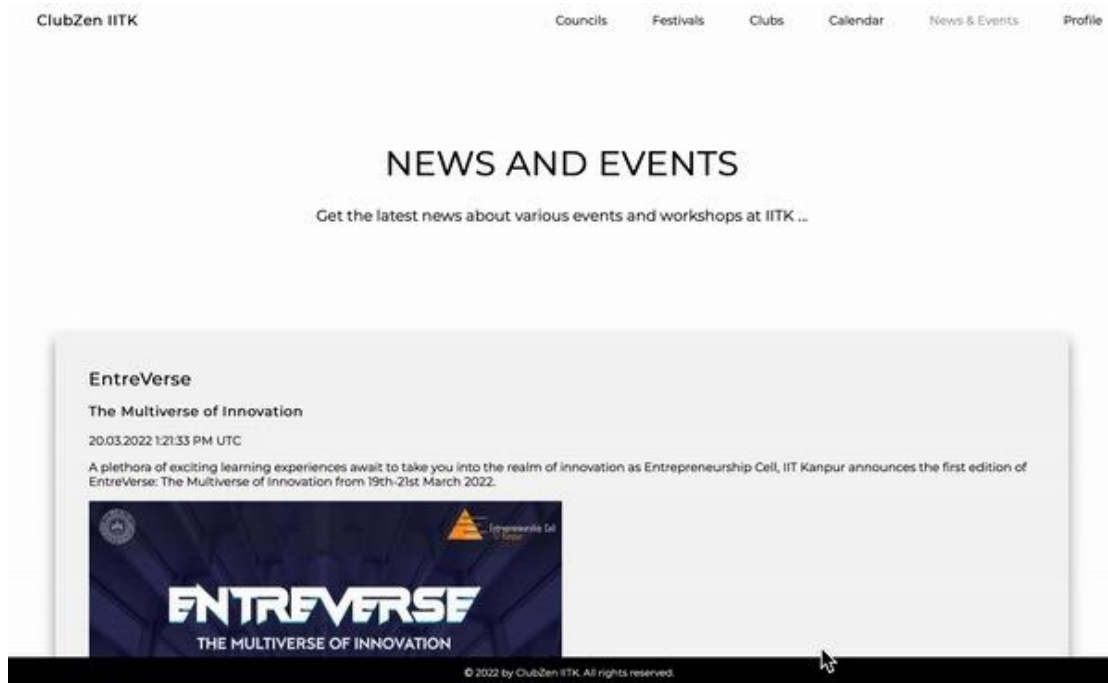 ClubZen IITK
Councils Festivals Clubs Calendar News & Events Profile
NEWS AND EVENTS
Get the latest news about various events and workshops at IITK ...
EntreVerse
The Multiverse of Innovation
20.03.2022 1:21:33 PM UTC
A plethora of exciting learning experiences await to take you into the realm of innovation as Entrepreneurship Cell, IIT Kanpur announces the first edition of
EntreVerse: The Multiverse of Innovation from 19th-21st March 2022.
Entrepreneurship Cell
IIT Kanpur
ENTREVERSE
THE MULTIVERSE OF INNOVATION
© 2022 by ClubZen IITK. All rights reserved.